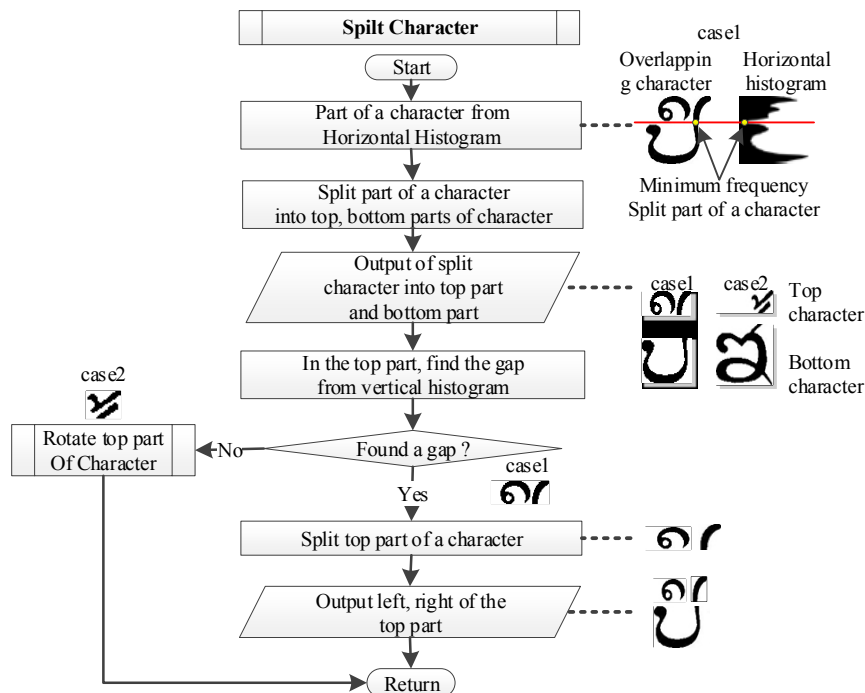 Spilt Character
Start
case1
Overlappin
g character
Horizontal
histogram
Part of a character from
Horizontal Histogram
Minimum frequency
Split part of a character
Split part of a character
into top, bottom parts of character
Output of split
character into top part
and bottom part
case1
case2
Top
character
Bottom
character
In the top part, find the gap
from vertical histogram
case2
Rotate top part
Of Character
No
Found a gap ?
case1
Yes
Split top part of a character
Output left, right of the
top part
Return